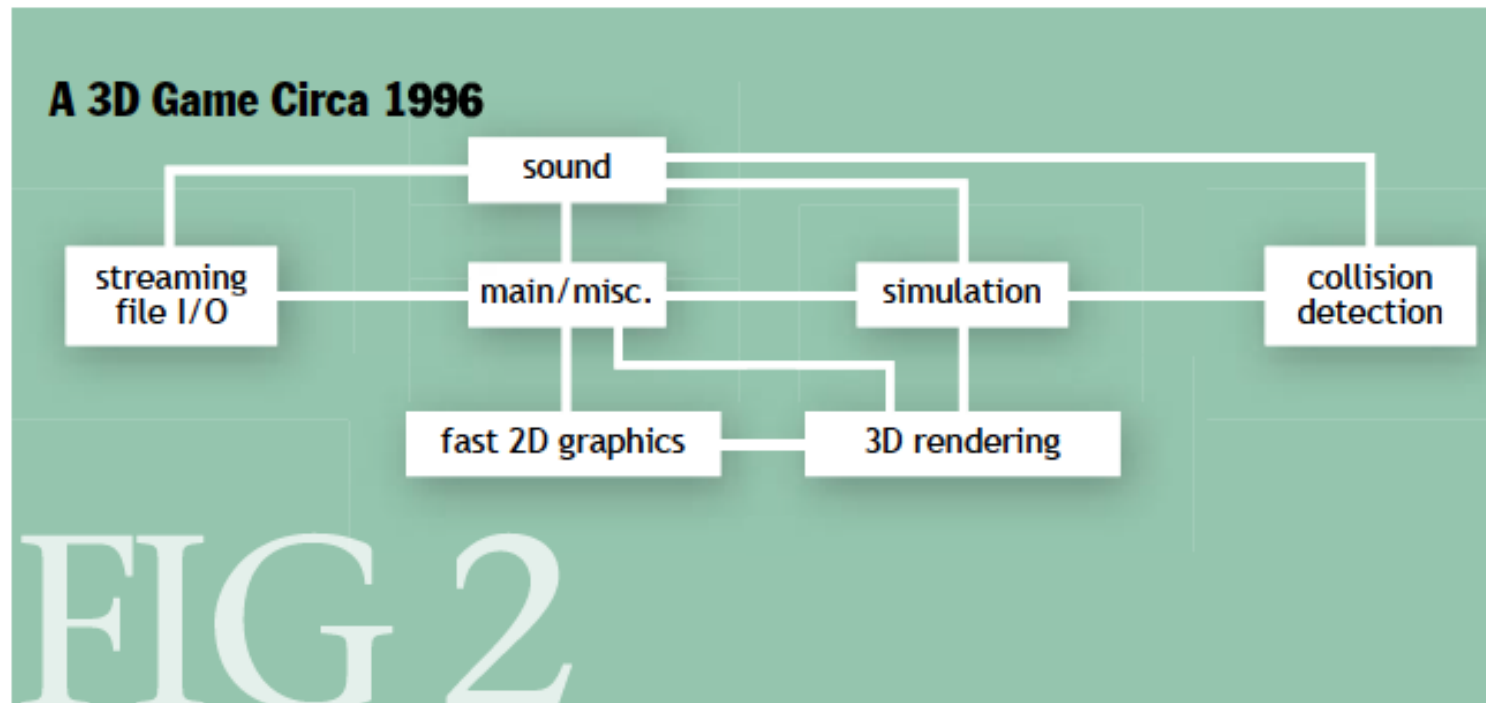 A 3D Game Circa 1996
sound
streaming
file I/O
main/misc.
simulation
collision
detection
fast 2D graphics
3D rendering
FIG 2